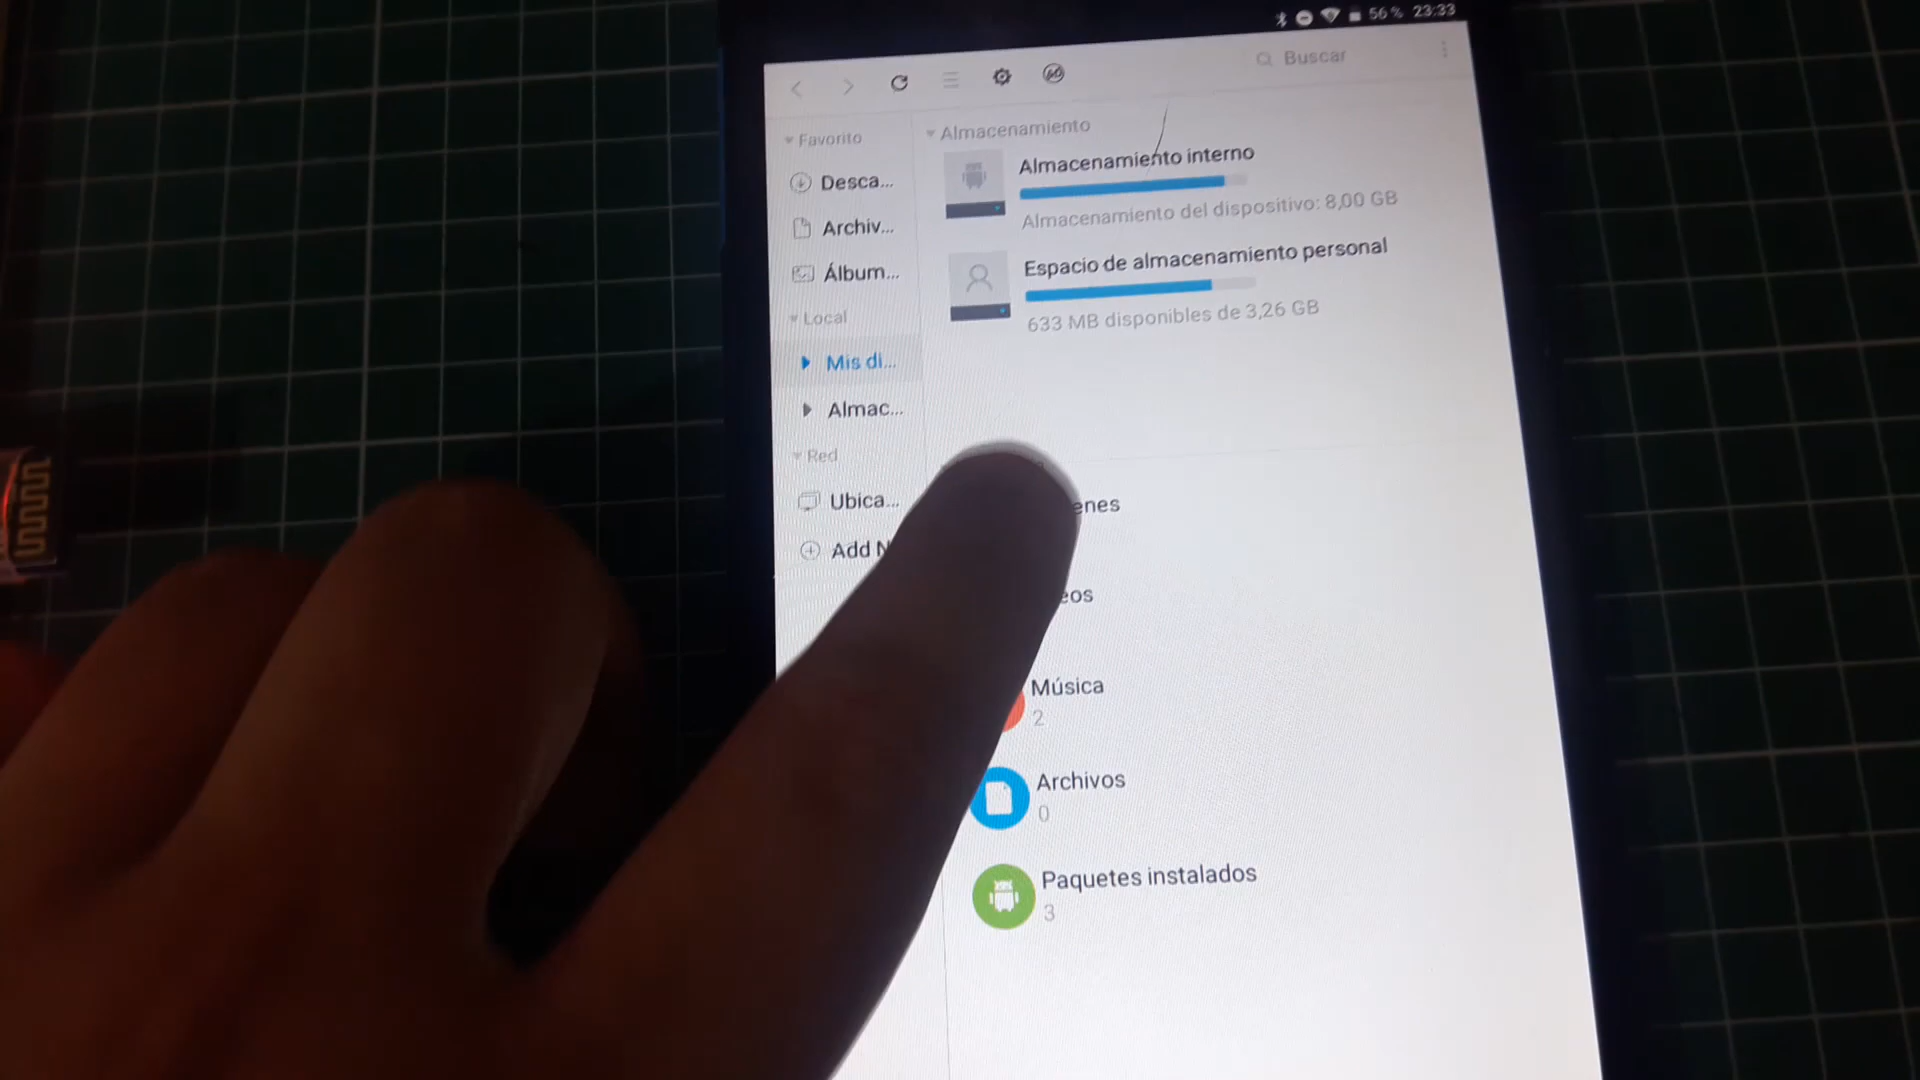 56 % 23:33
Buscar
Favorito
Desca...
Archiv...
Álbum...
Local
Mis di...
Almac...
Red
Ubica...
Add N
Almacenamiento
Almacenamiento interno
Almacenamiento del dispositivo: 8,00 GB
Espacio de almacenamiento personal
633 MB disponibles de 3,26 GB
enes
eos
Música
2
Archivos
0
Paquetes instalados
3